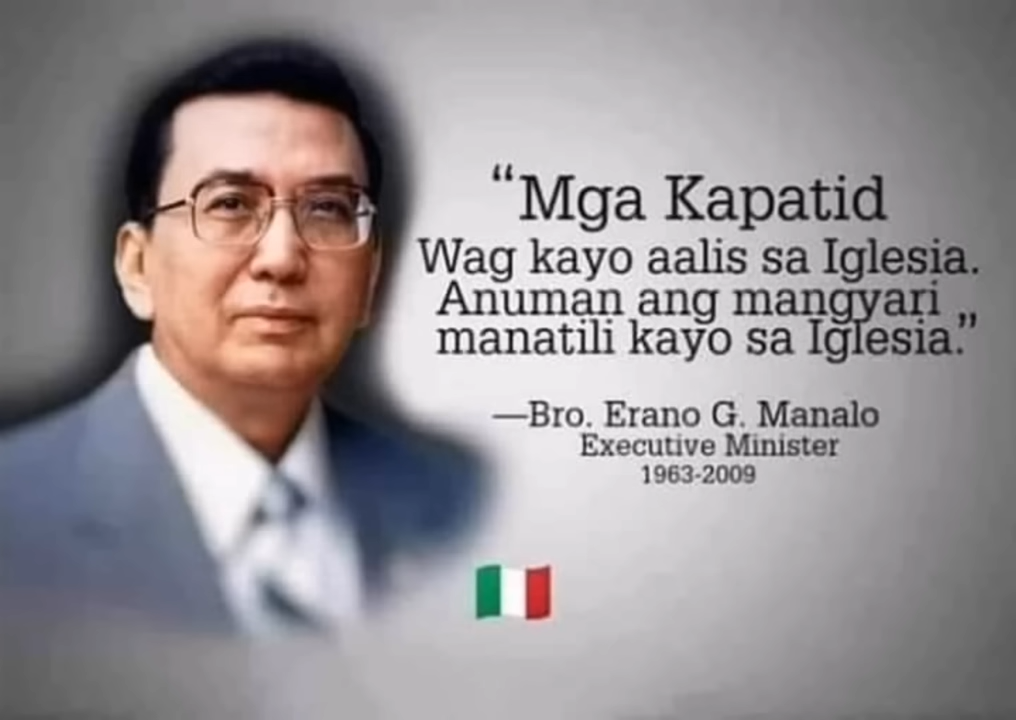 “Mga Kapatid
Wag kayo aalis sa Iglesia.
Anuman ang mangyari
manatili kayo sa Iglesia.”
—Bro. Erano G. Manalo
Executive Minister
1963-2009